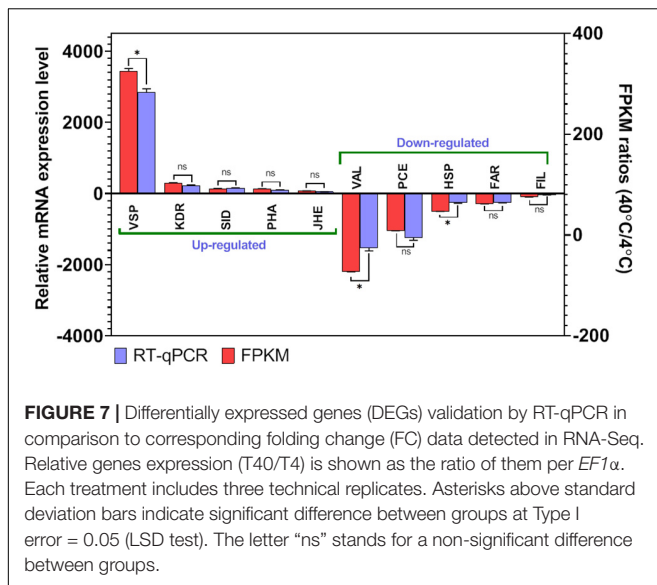 4000
2000
0
-2000
-4000
Relative mRNA expression level
400
200
0
-200
FPKM ratios (40°C/4°C)
*
ns
ns
ns
ns
VSP
KDR
SID
PHA
JHE
Up-regulated
Down-regulated
VAL
PCE
HSP
FAR
FIL
*
ns
*
ns
ns
RT-qPCR
FPKM
FIGURE 7 | Differentially expressed genes (DEGs) validation by RT-qPCR in
comparison to corresponding folding change (FC) data detected in RNA-Seq.
Relative genes expression (T40/T4) is shown as the ratio of them per EF1α.
Each treatment includes three technical replicates. Asterisks above standard
deviation bars indicate significant difference between groups at Type I
error = 0.05 (LSD test). The letter “ns” stands for a non-significant difference
between groups.